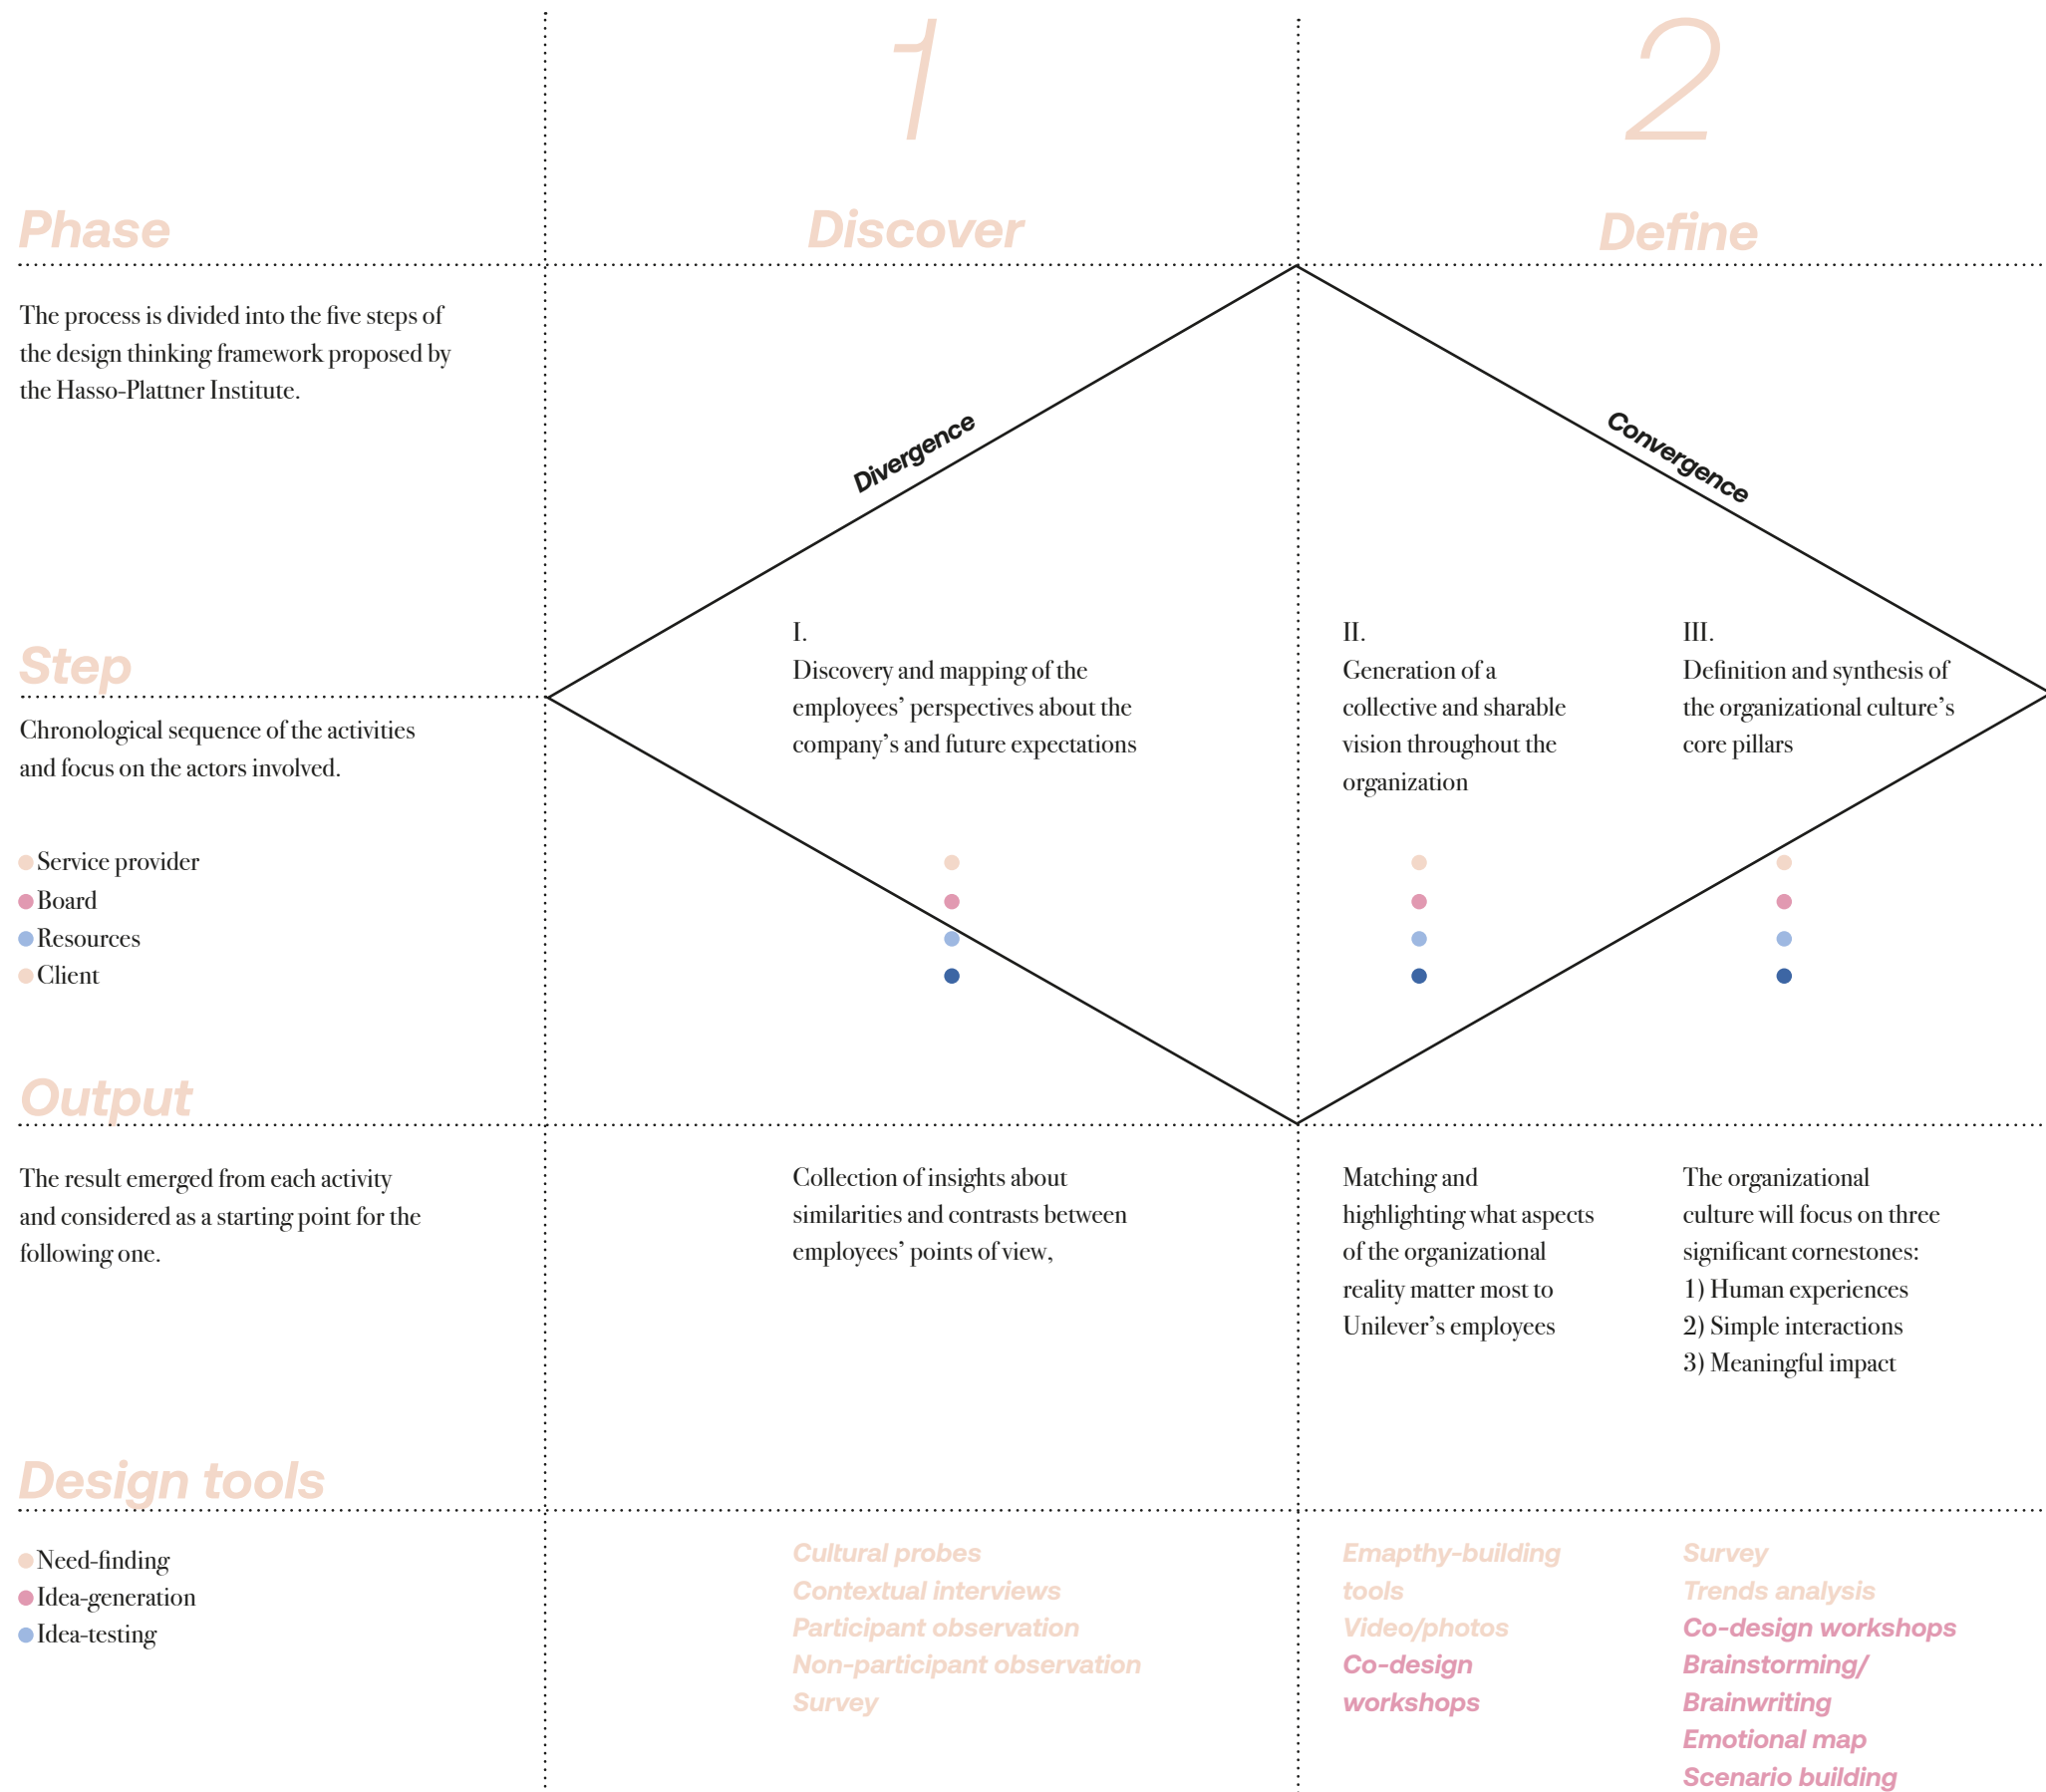 1
2
Phase
Discover
Define
The process is divided into the five steps of
the design thinking framework proposed by
the Hasso-Plattner Institute.
Divergence
Convergence
Step
Chronological sequence of the activities
and focus on the actors involved.
I.
Discovery and mapping of the
employees’ perspectives about the
company’s and future expectations
II.
Generation of a
collective and sharable
vision throughout the
organization
III.
Definition and synthesis of
the organizational culture’s
core pillars
Service provider
Board
Resources
Client
Output
The result emerged from each activity
and considered as a starting point for the
following one.
Collection of insights about
similarities and contrasts between
employees’ points of view,
Matching and
highlighting what aspects
of the organizational
reality matter most to
Unilever’s employees
The organizational
culture will focus on three
significant cornestones:
1) Human experiences
2) Simple interactions
3) Meaningful impact
Design tools
Need-finding
Idea-generation
Idea-testing
Cultural probes
Contextual interviews
Participant observation
Non-participant observation
Survey
Emapthy-building
tools
Video/photos
Co-design
workshops
Survey
Trends analysis
Co-design workshops
Brainstorming/
Brainwriting
Emotional map
Scenario building